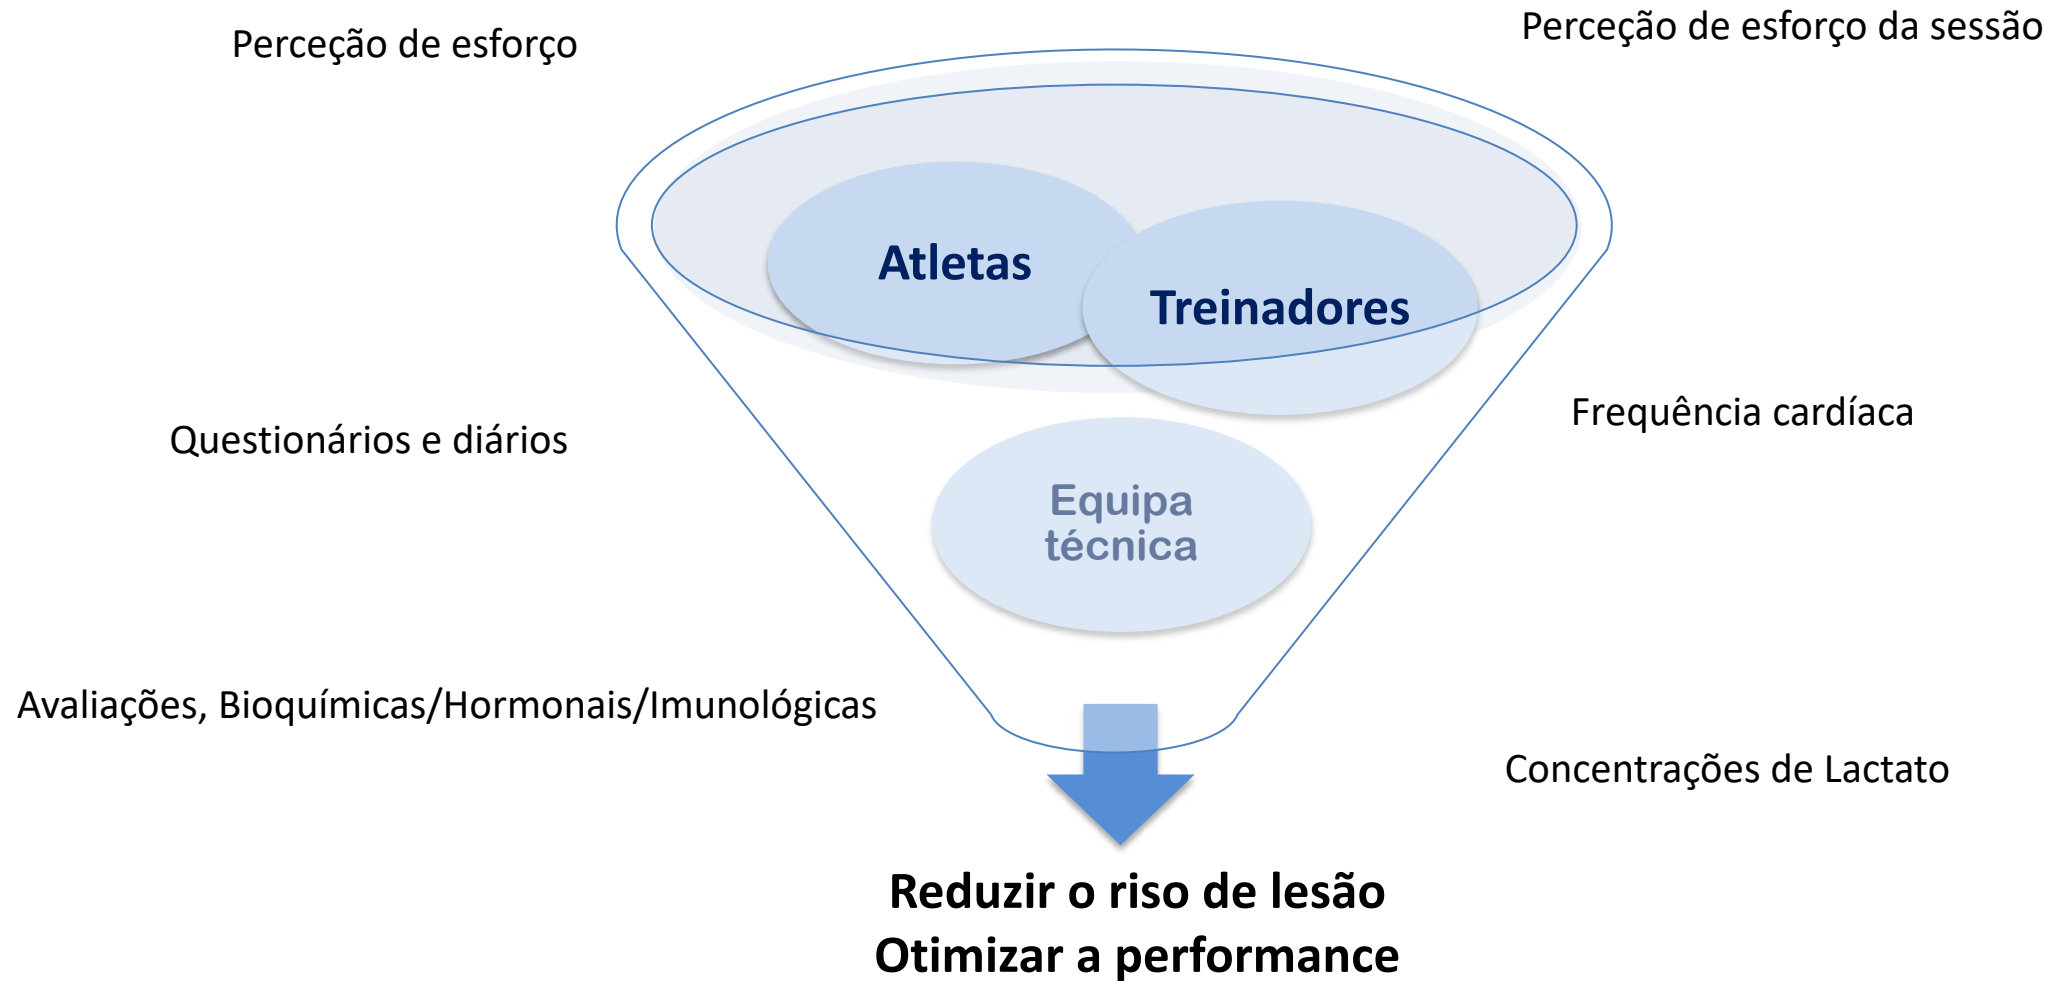 Perceção de esforço
Perceção de esforço da sessão
Atletas
Treinadores
Questionários e diários
Frequência cardíaca
Equipa
técnica
Avaliações, Bioquímicas/Hormonais/Imunológicas
Concentrações de Lactato
Reduzir o riso de lesão
Otimizar a performance